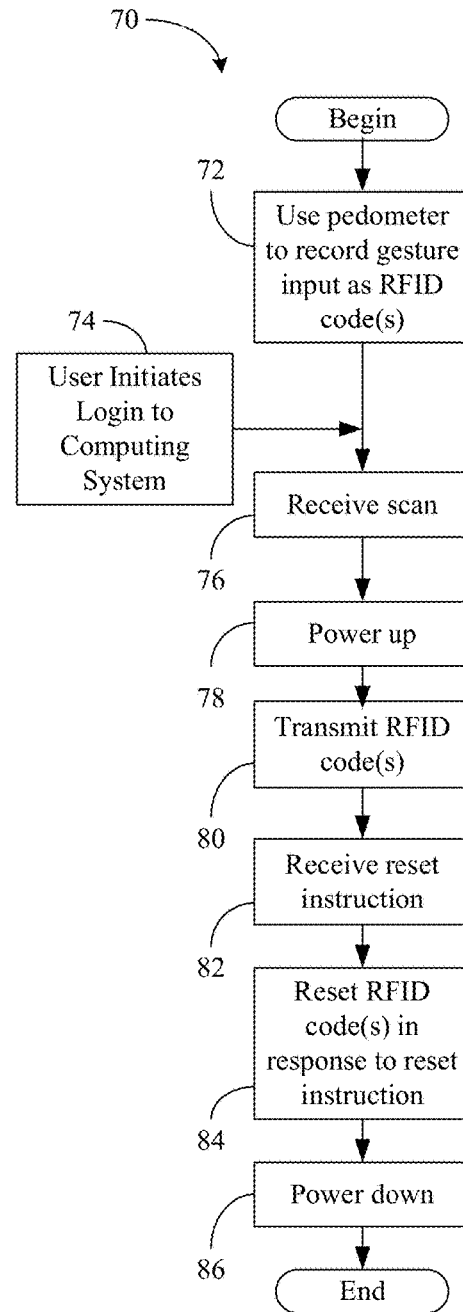 70
Begin
72
Use pedometer
to record gesture
input as RFID
code(s)
74
User Initiates
Login to
Computing
System
Receive scan
76
Power up
78
Transmit RFID
code(s)
80
Receive reset
instruction
82
Reset RFID
code(s) in
response to reset
instruction
84
Power down
86
End